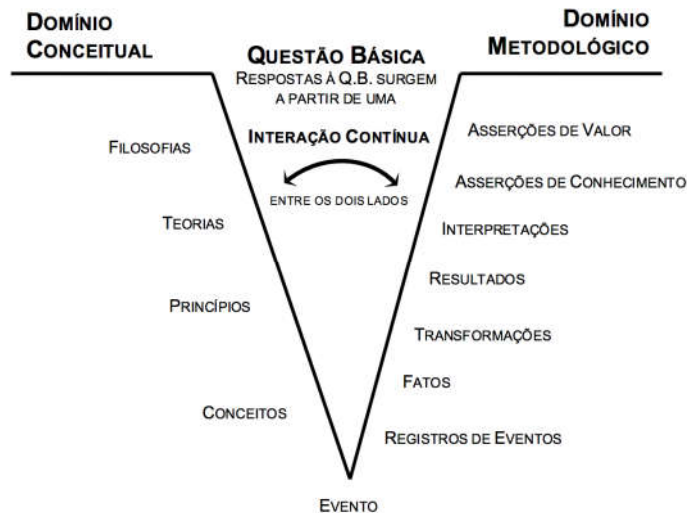 DOMÍNIO
CONCEITUAL
QUESTÃO BÁSICA
RESPOSTAS À Q.B. SURGEM
A PARTIR DE UMA
INTERAÇÃO CONTÍNUA
ENTRE OS DOIS LADOS
DOMÍNIO
METODOLÓGICO
FILOSOFIAS
TEORIAS
PRINCÍPIOS
CONCEITOS
ASSERÇÕES DE VALOR
ASSERÇÕES DE CONHECIMENTO
INTERPRETAÇÕES
RESULTADOS
TRANSFORMAÇÕES
FATOS
REGISTROS DE EVENTOS
EVENTO